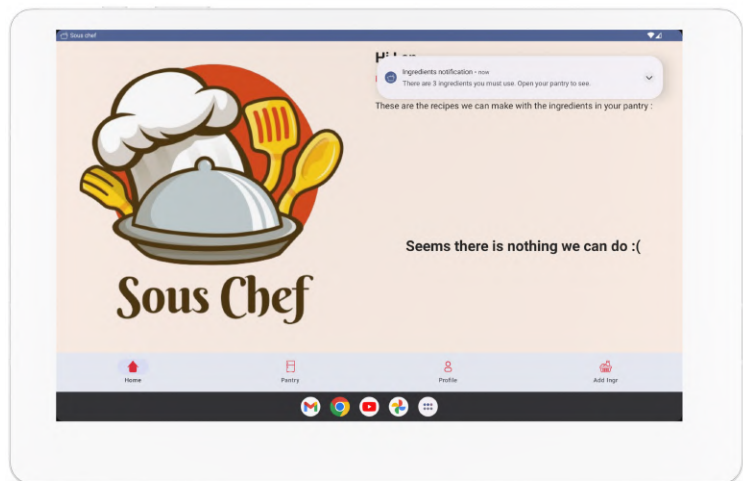 Sous chef
Ingredients notification • now
There are 3 ingredients you must use. Open your pantry to see.
These are the recipes we can make with the ingredients in your pantry :
Seems there is nothing we can do :(
Sous Chef
Home
Pantry
Profile
Add Ingr